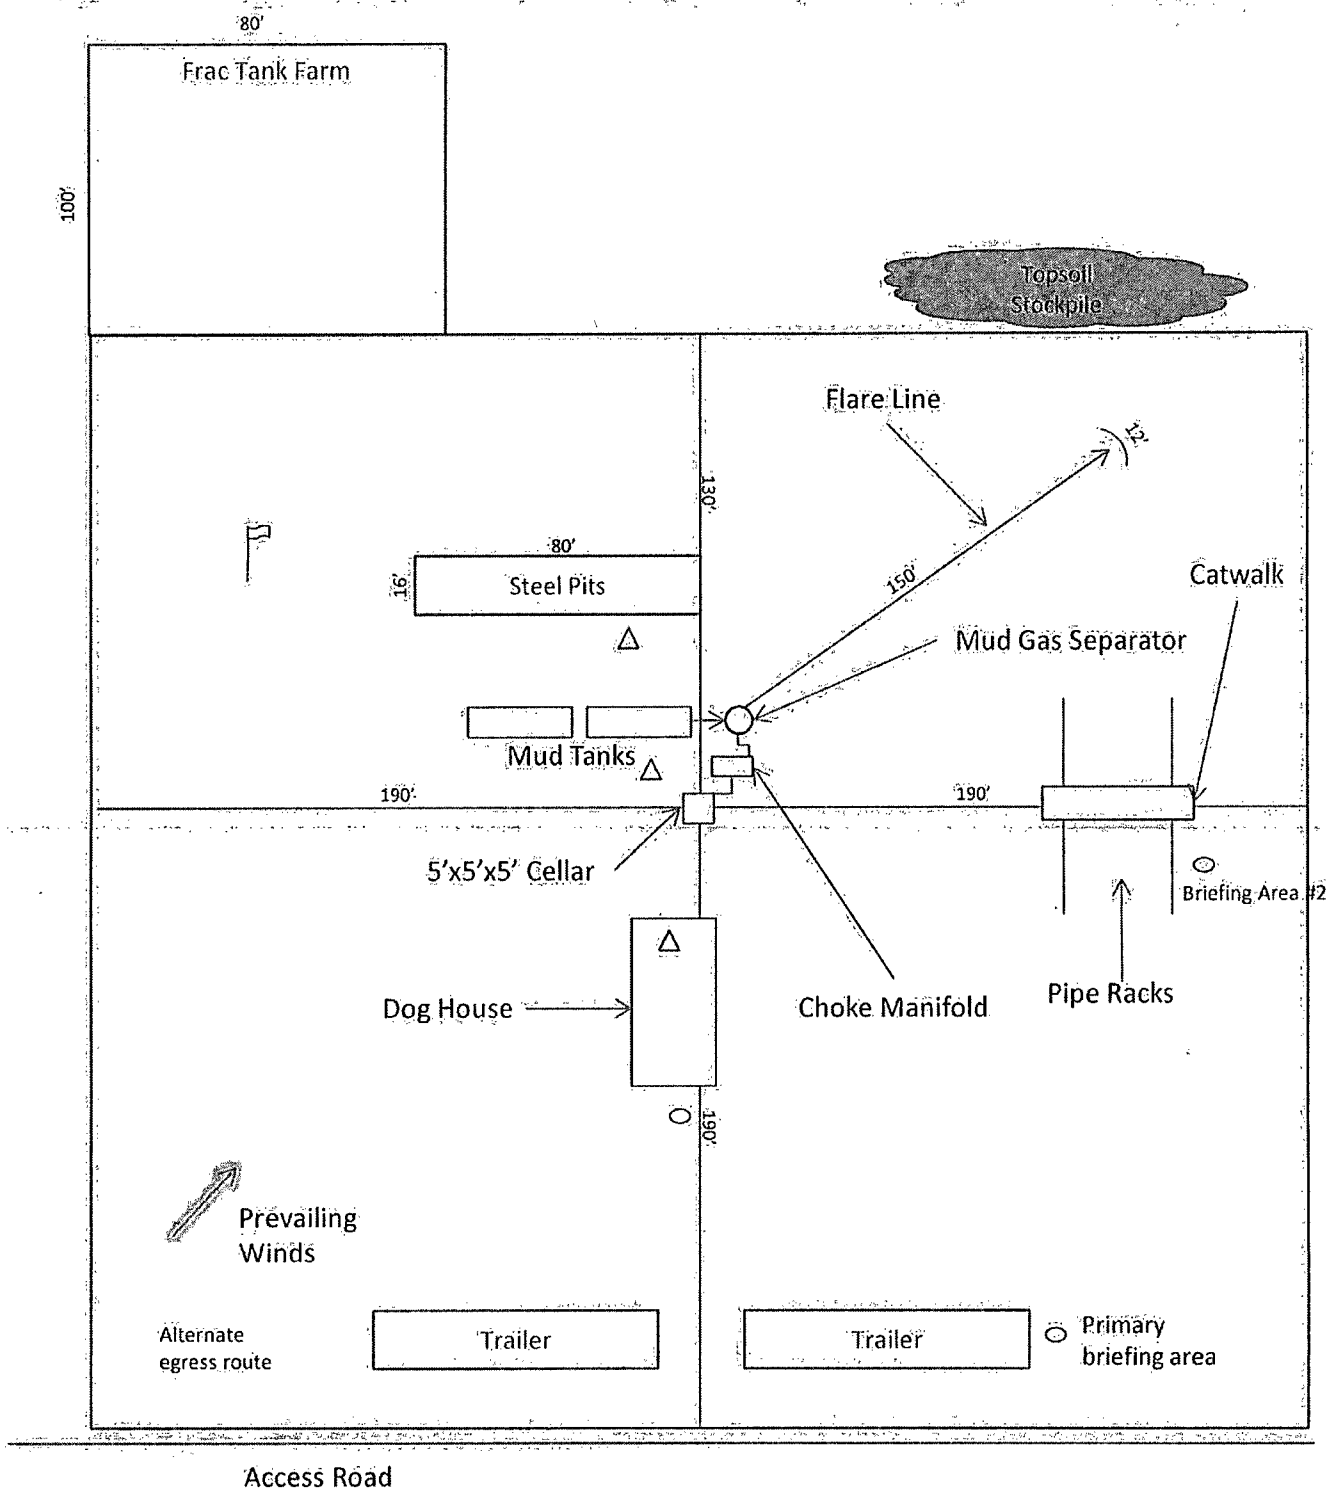 80'
Frac Tank Farm
100'
Topsoil
Stockpile
Flare Line
12'
130'
80'
16'
Steel Pits
150'
Catwalk
Mud Gas Separator
Mud Tanks
190'
190'
5'x5'x5' Cellar
Briefing Area #2
Dog House
Choke Manifold
Pipe Racks
190'
Prevailing
Winds
Alternate
egress route
Trailer
Trailer
Primary
briefing area
Access Road